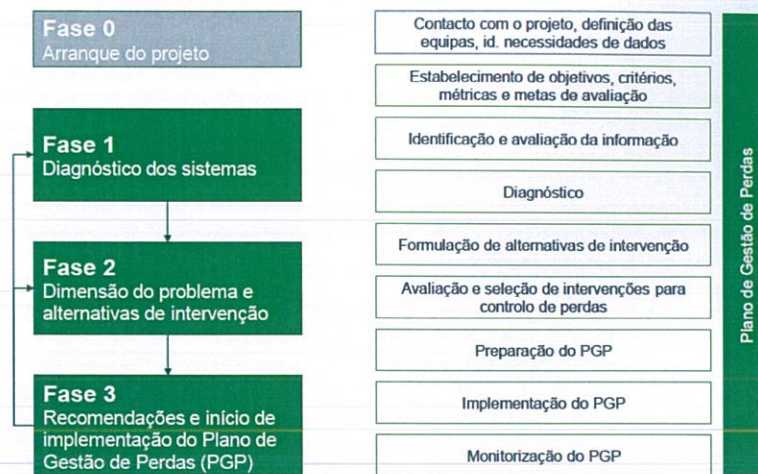 Fase 0
Arranque do projeto
Fase 1
Diagnóstico dos sistemas
Fase 2
Dimensão do problema e
alternativas de intervenção
Fase 3
Recomendações e início de
implementação do Plano de
Gestão de Perdas (PGP)
Contacto com o projeto, definição das
equipas, id. necessidades de dados
Estabelecimento de objetivos, critérios,
métricas e metas de avaliação
Identificação e avaliação da informação
Diagnóstico
Formulação de alternativas de intervenção
Avaliação e seleção de intervenções para
controlo de perdas
Preparação do PGP
Implementação do PGP
Monitorização do PGP
Plano de Gestão de Perdas